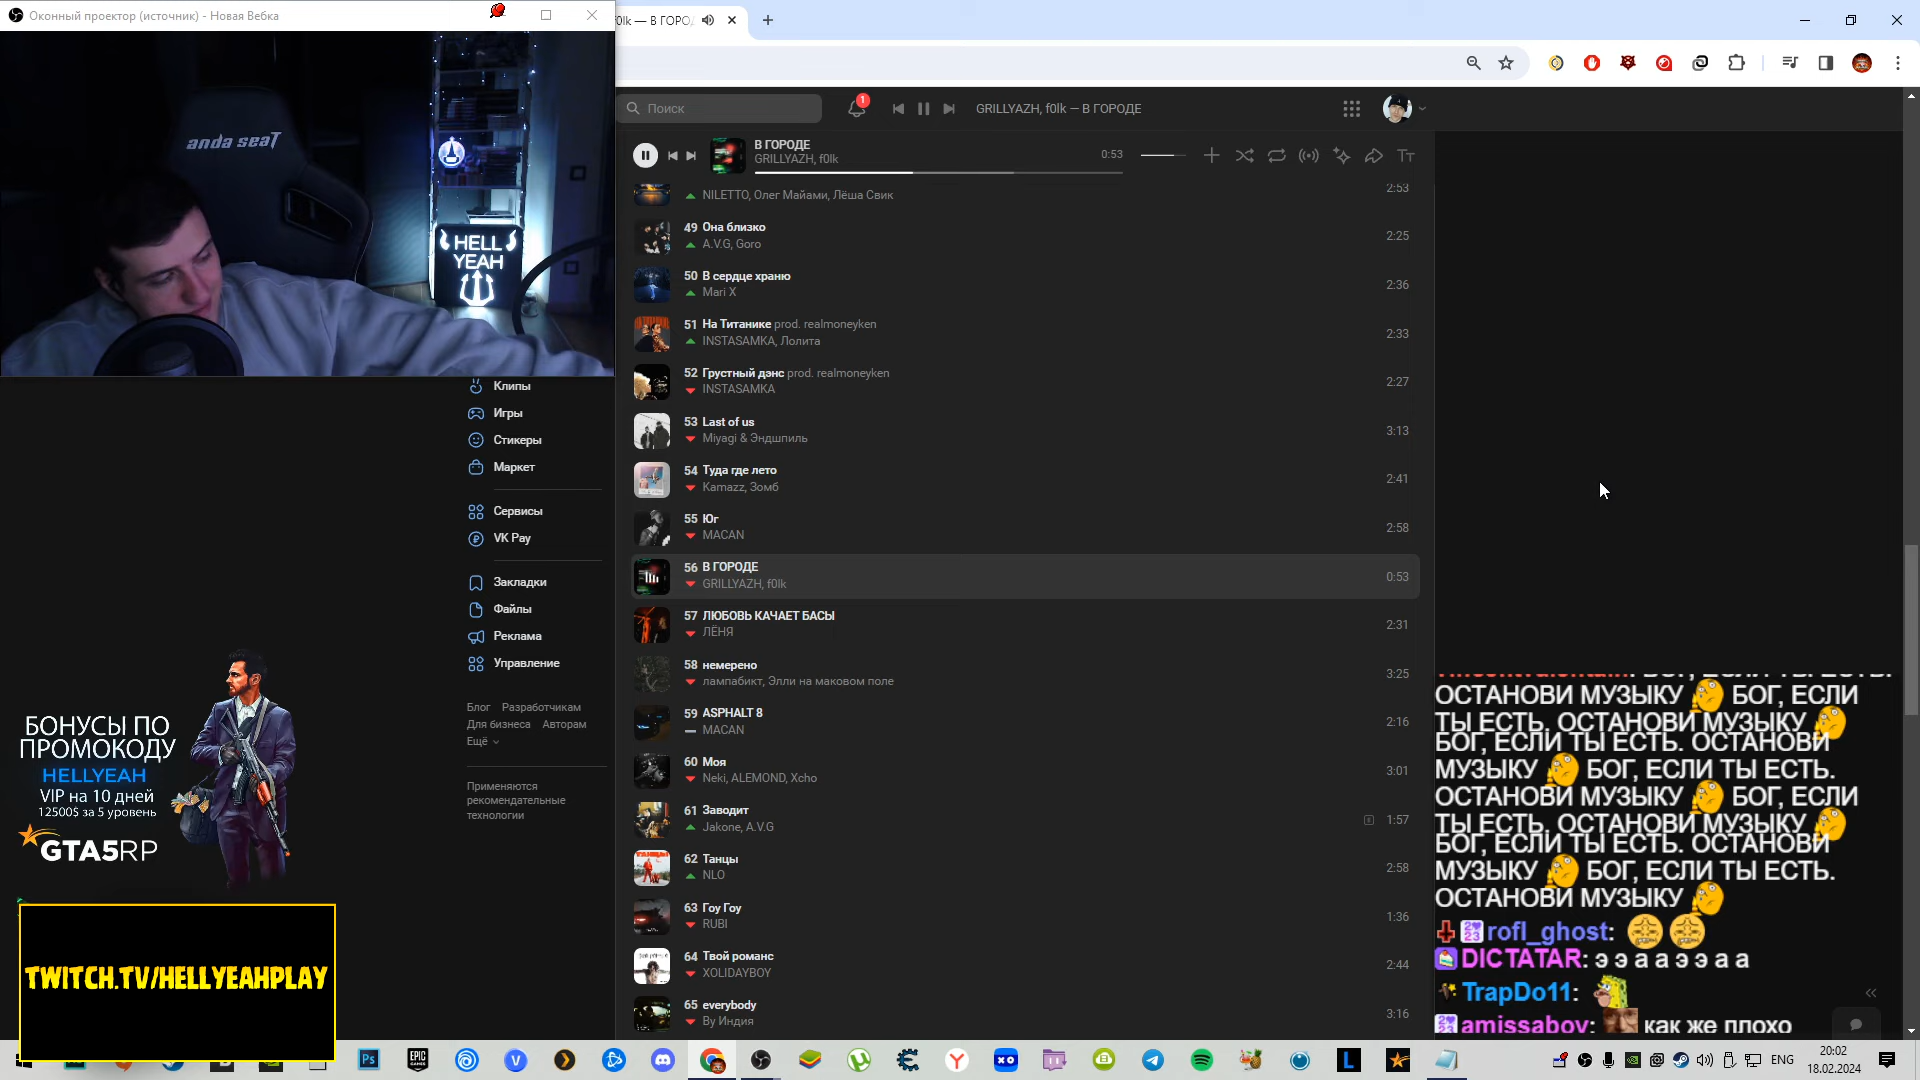 Оконный проектор (источник) - Новая Вебка
f0lk — В ГОРО
anda seaT
HELL
YEAH
Поиск
1
GRILLYAZH, f0lk — В ГОРОДЕ
В ГОРОДЕ
GRILLYAZH, f0lk
0:53
NILETTO, Олег Майами, Лёша Свик
2:53
49 Она близко
A.V.G, Goro
2:25
50 В сердце храню
Mari X
2:36
51 На Титанике prod. realmoneyken
INSTASAMKA, Лолита
2:33
52 Грустный дэнс prod. realmoneyken
INSTASAMKA
2:27
53 Last of us
Miyagi & Эндшпиль
3:13
54 Туда где лето
Kamazz, Зомб
2:41
55 Юг
MACAN
2:58
56 В ГОРОДЕ
GRILLYAZH, f0lk
0:53
57 ЛЮБОВЬ КАЧАЕТ БАСЫ
ЛЁНЯ
2:31
58 немерено
лампабикт, Элли на маковом поле
3:25
59 ASPHALT 8
MACAN
2:16
60 Моя
Neki, ALEMOND, Xcho
3:01
61 Заводит
Jakone, A.V.G
E 1:57
62 Танцы
NLO
2:58
63 Гоу Гоу
RUBI
1:36
64 Твой романс
XOLIDAYBOY
2:44
65 everybody
By Индия
3:16
Клипы
Игры
Стикеры
Маркет
Сервисы
VK Pay
Закладки
Файлы
Реклама
Управление
Блог Разработчикам
Для бизнеса Авторам
Ещё
Применяются
рекомендательные
технологии
БОНУСЫ ПО
ПРОМОКОДУ
HELLYEAH
VIP на 10 дней
12500$ за 5 уровень
GTA5RP
TWITCH.TV/HELLYEAHPLAY
ОСТАНОВИ МУЗЫКУ БОГ, ЕСЛИ
ТЫ ЕСТЬ. ОСТАНОВИ МУЗЫКУ
БОГ, ЕСЛИ ТЫ ЕСТЬ. ОСТАНОВИ
МУЗЫКУ БОГ, ЕСЛИ ТЫ ЕСТЬ.
ОСТАНОВИ МУЗЫКУ БОГ, ЕСЛИ
ТЫ ЕСТЬ. ОСТАНОВИ МУЗЫКУ
БОГ, ЕСЛИ ТЫ ЕСТЬ. ОСТАНОВИ
МУЗЫКУ БОГ, ЕСЛИ ТЫ ЕСТЬ.
ОСТАНОВИ МУЗЫКУ
rofl_ghost:
DICTATAR: э э а а э э а а
TrapDo11:
amissaboy: как же плохо
ENG
20:02
18.02.2024